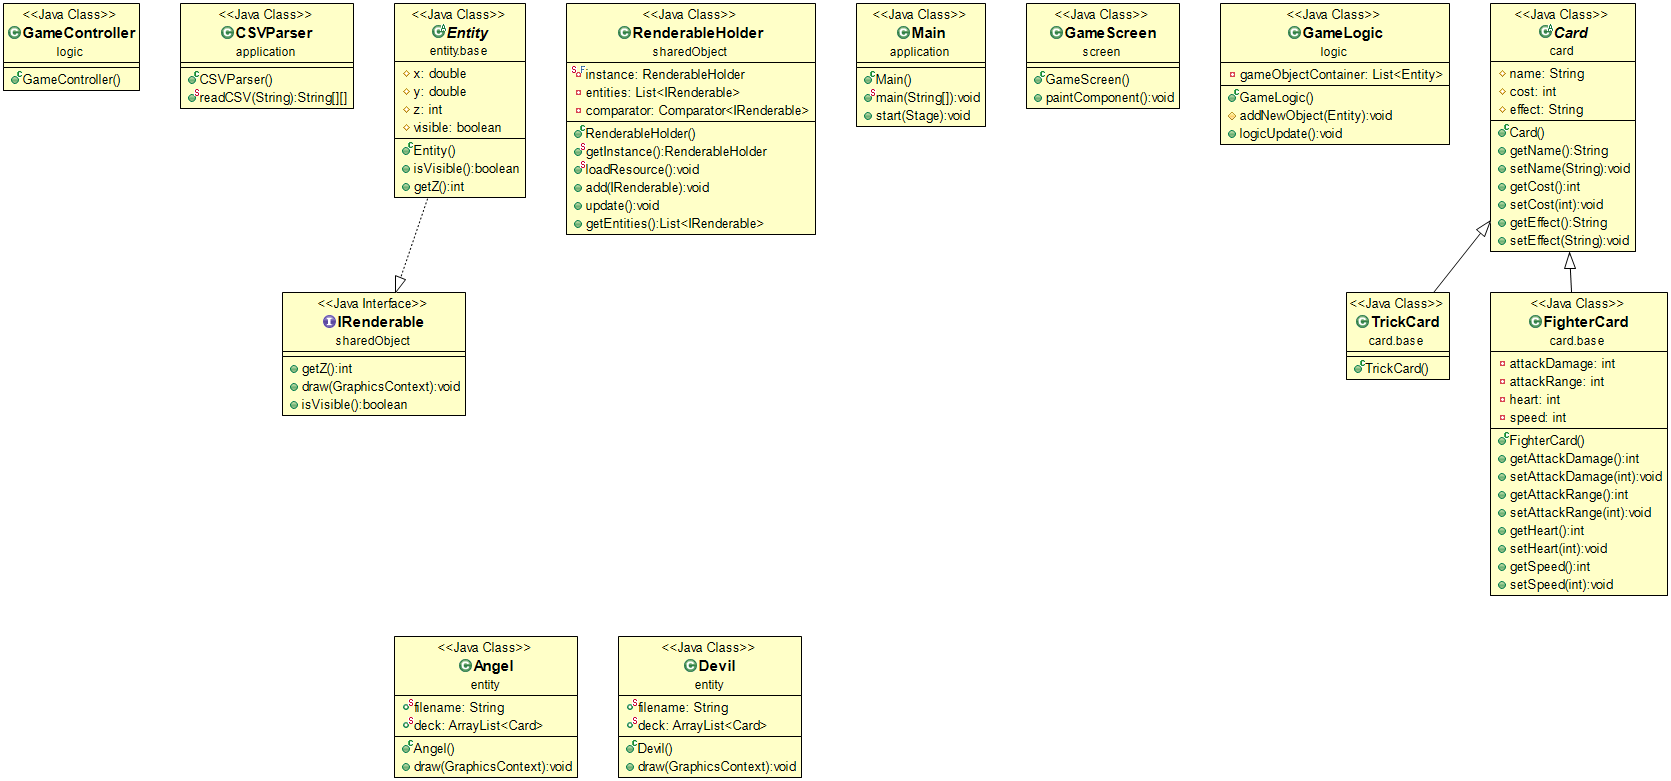 <<Java Class>>
GameController
logic
GameController()
<<Java Class>>
CSVParser
application
CSVParser()
readCSV(String):String[][]
<<Java Class>>
Entity
entity.base
x: double
y: double
z: int
visible: boolean
Entity()
isVisible():boolean
getZ():int
<<Java Class>>
RenderableHolder
sharedObject
instance: RenderableHolder
entities: List<IRenderable>
comparator: Comparator<IRenderable>
RenderableHolder()
getInstance():RenderableHolder
loadResource():void
add(IRenderable):void
update():void
getEntities():List<IRenderable>
<<Java Class>>
Main
application
Main()
main(String[]):void
start(Stage):void
<<Java Class>>
GameScreen
screen
GameScreen()
paintComponent():void
<<Java Class>>
GameLogic
logic
gameObjectContainer: List<Entity>
GameLogic()
addNewObject(Entity):void
logicUpdate():void
<<Java Class>>
Card
card
name: String
cost: int
effect: String
Card()
getName():String
setName(String):void
getCost():int
setCost(int):void
getEffect():String
setEffect(String):void
<<Java Interface>>
IRenderable
sharedObject
getZ():int
draw(GraphicsContext):void
isVisible():boolean
<<Java Class>>
TrickCard
card.base
TrickCard()
<<Java Class>>
FighterCard
card.base
attackDamage: int
attackRange: int
heart: int
speed: int
FighterCard()
getAttackDamage():int
setAttackDamage(int):void
getAttackRange():int
setAttackRange(int):void
getHeart():int
setHeart(int):void
getSpeed():int
setSpeed(int):void
<<Java Class>>
Angel
entity
filename: String
deck: ArrayList<Card>
Angel()
draw(GraphicsContext):void
<<Java Class>>
Devil
entity
filename: String
deck: ArrayList<Card>
Devil()
draw(GraphicsContext):void